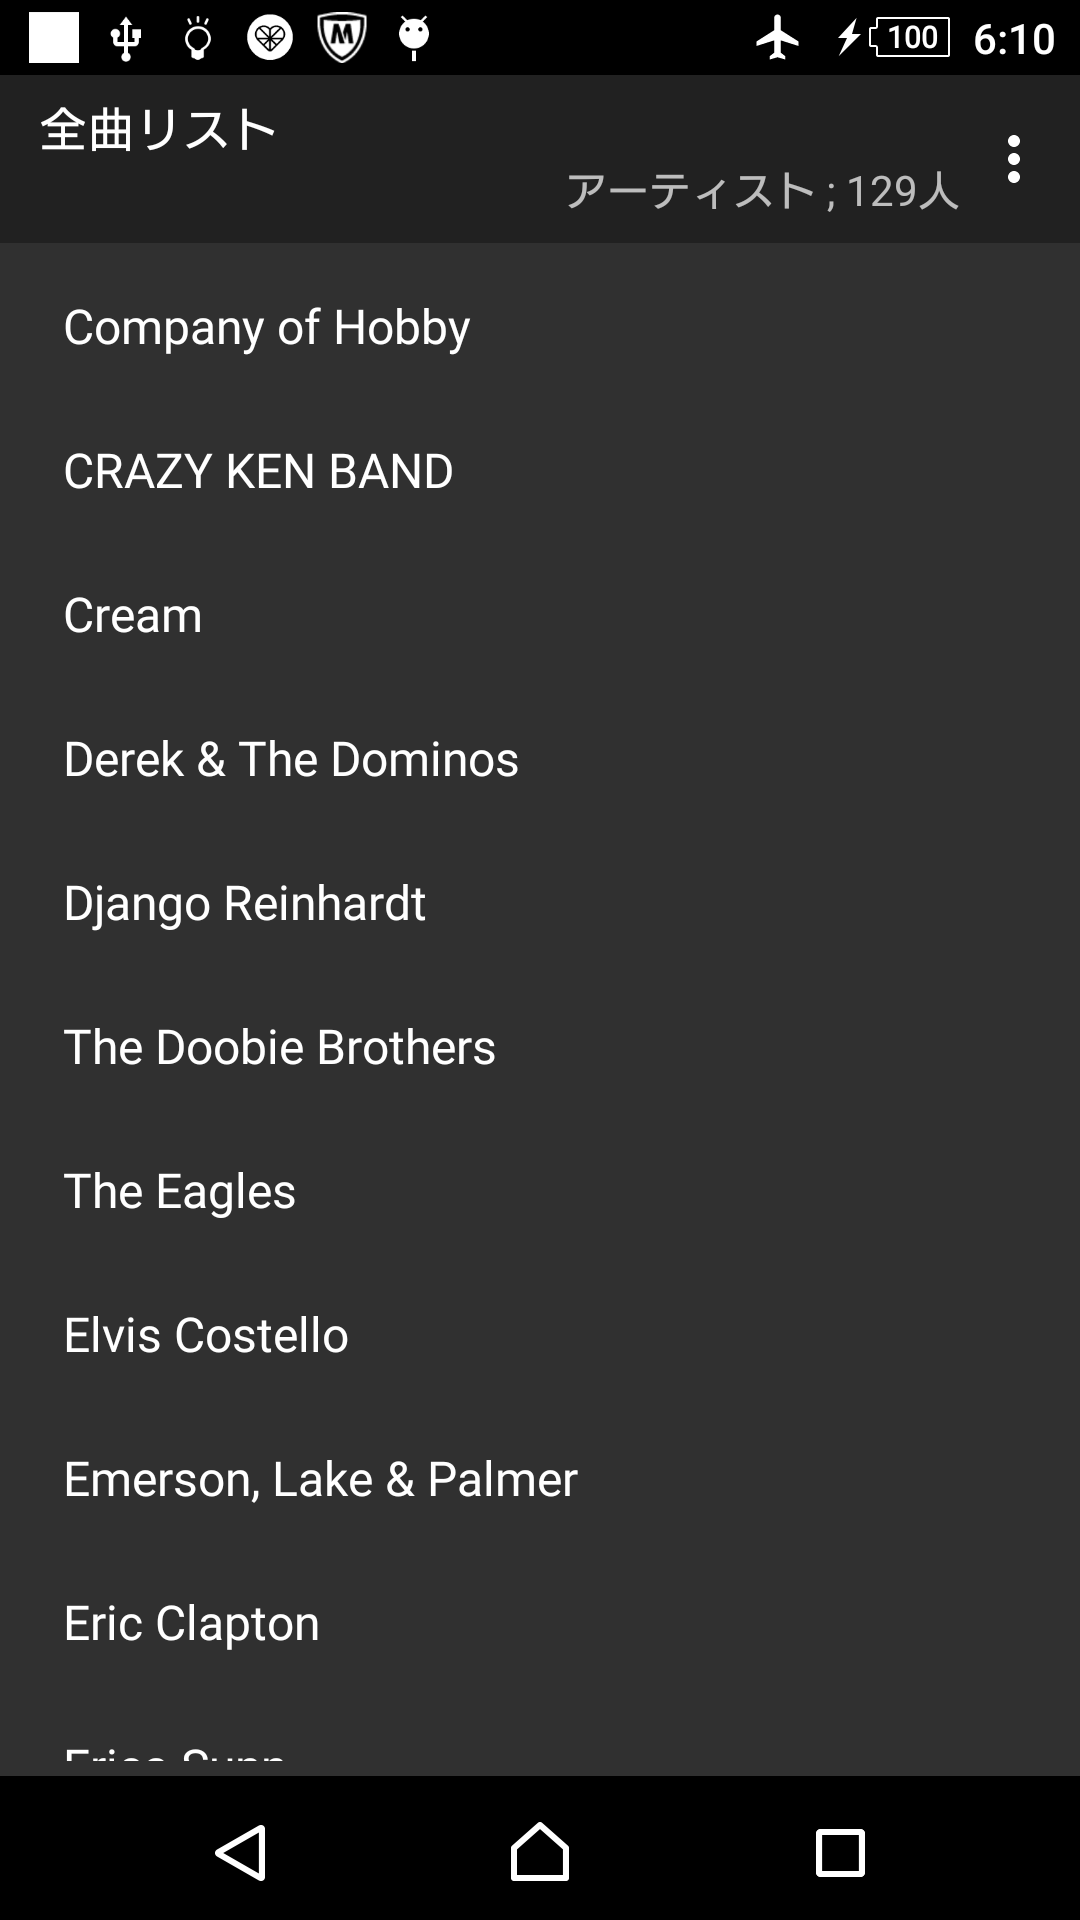 100 6:10
全曲リスト
アーティスト ; 129人
Company of Hobby
CRAZY KEN BAND
Cream
Derek & The Dominos
Django Reinhardt
The Doobie Brothers
The Eagles
Elvis Costello
Emerson, Lake & Palmer
Eric Clapton